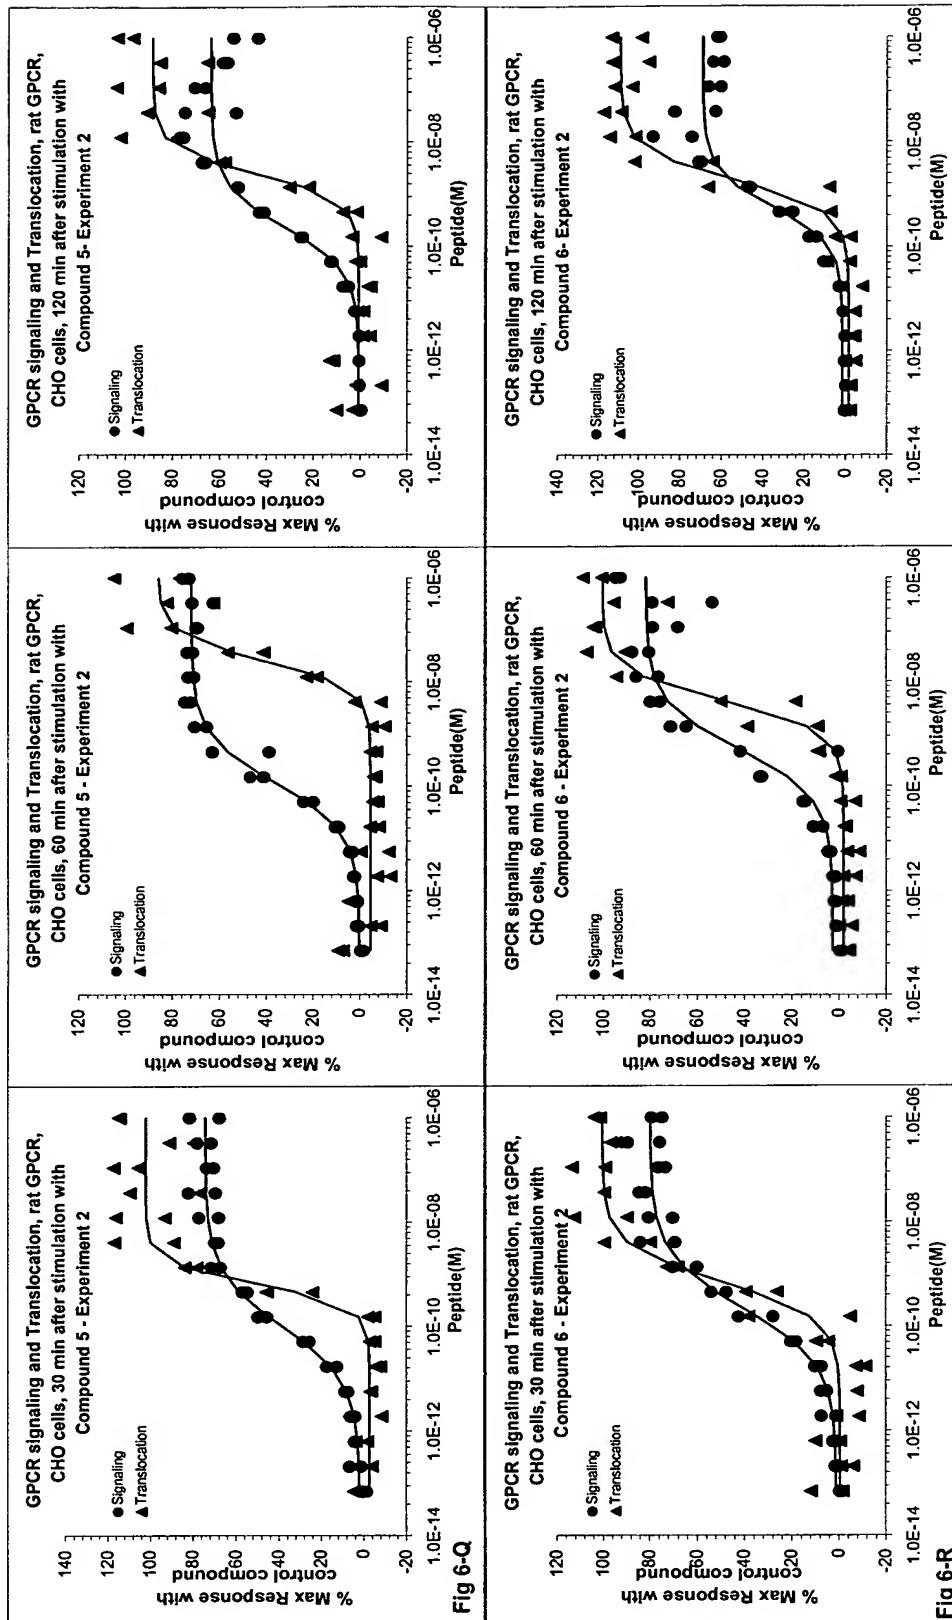 GPCR signaling and Translocation, rat GPCR,
CHO cells, 30 min after stimulation with
Compound 5 - Experiment 2
% Max Response with
control compound
140
120
100
80
60
40
20
0
-20
●Signaling
▲Translocation
1.0E-14
1.0E-12
1.0E-10
1.0E-08
1.0E-06
Peptide(M)
Fig 6-Q
GPCR signaling and Translocation, rat GPCR,
CHO cells, 60 min after stimulation with
Compound 5 - Experiment 2
% Max Response with
control compound
120
100
80
60
40
20
0
-20
●Signaling
▲Translocation
1.0E-14
1.0E-12
1.0E-10
1.0E-08
1.0E-06
Peptide(M)
GPCR signaling and Translocation, rat GPCR,
CHO cells, 120 min after stimulation with
Compound 5- Experiment 2
% Max Response with
control compound
120
100
80
60
40
20
0
-20
●Signaling
▲Translocation
1.0E-14
1.0E-12
1.0E-10
1.0E-08
1.0E-06
Peptide(M)
GPCR signaling and Translocation, rat GPCR,
CHO cells, 30 min after stimulation with
Compound 6 - Experiment 2
% Max Response with
control compound
120
100
80
60
40
20
0
-20
●Signaling
▲Translocation
1.0E-14
1.0E-12
1.0E-10
1.0E-08
1.0E-06
Peptide(M)
Fig 6-R
GPCR signaling and Translocation, rat GPCR,
CHO cells, 60 min after stimulation with
Compound 6 - Experiment 2
% Max Response with
control compound
120
100
80
60
40
20
0
-20
●Signaling
▲Translocation
1.0E-14
1.0E-12
1.0E-10
1.0E-08
1.0E-06
Peptide(M)
GPCR signaling and Translocation, rat GPCR,
CHO cells, 120 min after stimulation with
Compound 6- Experiment 2
% Max Response with
control compound
120
100
80
60
40
20
0
-20
●Signaling
▲Translocation
1.0E-14
1.0E-12
1.0E-10
1.0E-08
1.0E-06
Peptide(M)